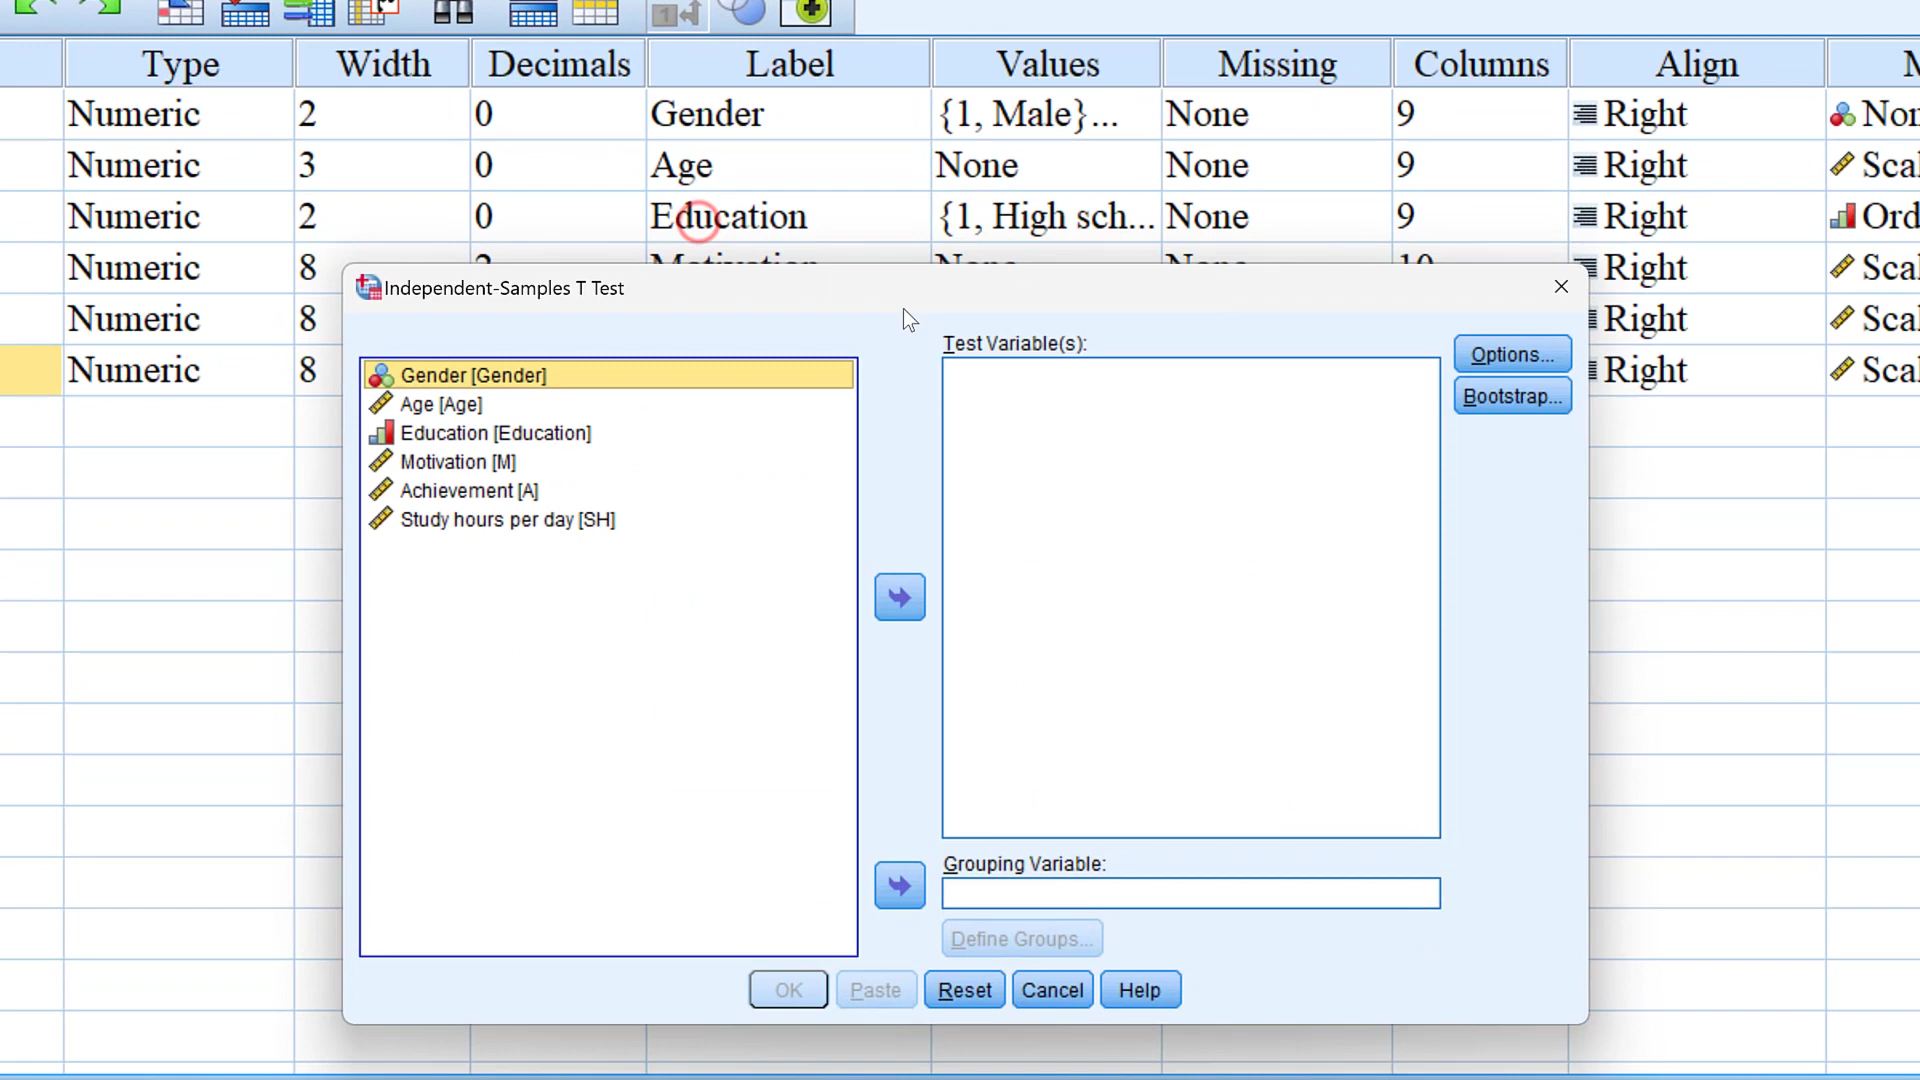 Type Width Decimals Label Values Missing Columns Align
Numeric 2 0 Gender {1, Male}... None 9 Right
Numeric 3 0 Age None None 9 Right
Numeric 2 0 Education {1, High sch... None 9 Right
Numeric 8 Right
Numeric 8 Right
Numeric 8 Right
Independent-Samples T Test
Test Variable(s):
Options...
Bootstrap...
Gender [Gender]
Age [Age]
Education [Education]
Motivation [M]
Achievement [A]
Study hours per day [SH]
Grouping Variable:
Define Groups...
OK Paste Reset Cancel Help